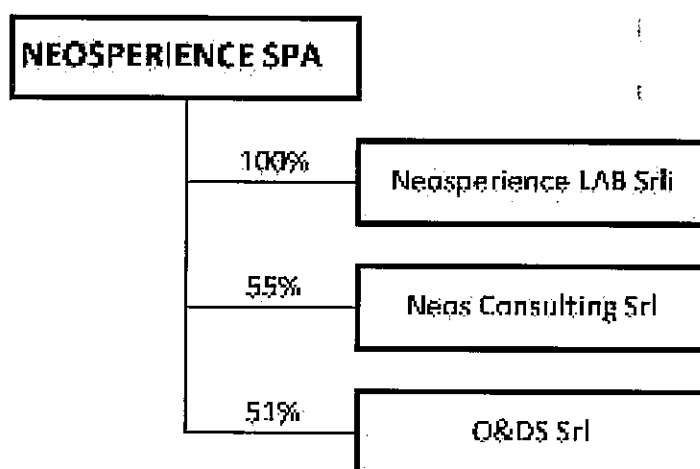 NEOSPERIENCE SPA
100%
Neosperience LAB Srl
55%
Neos Consulting Srl
51%
O&DS Srl